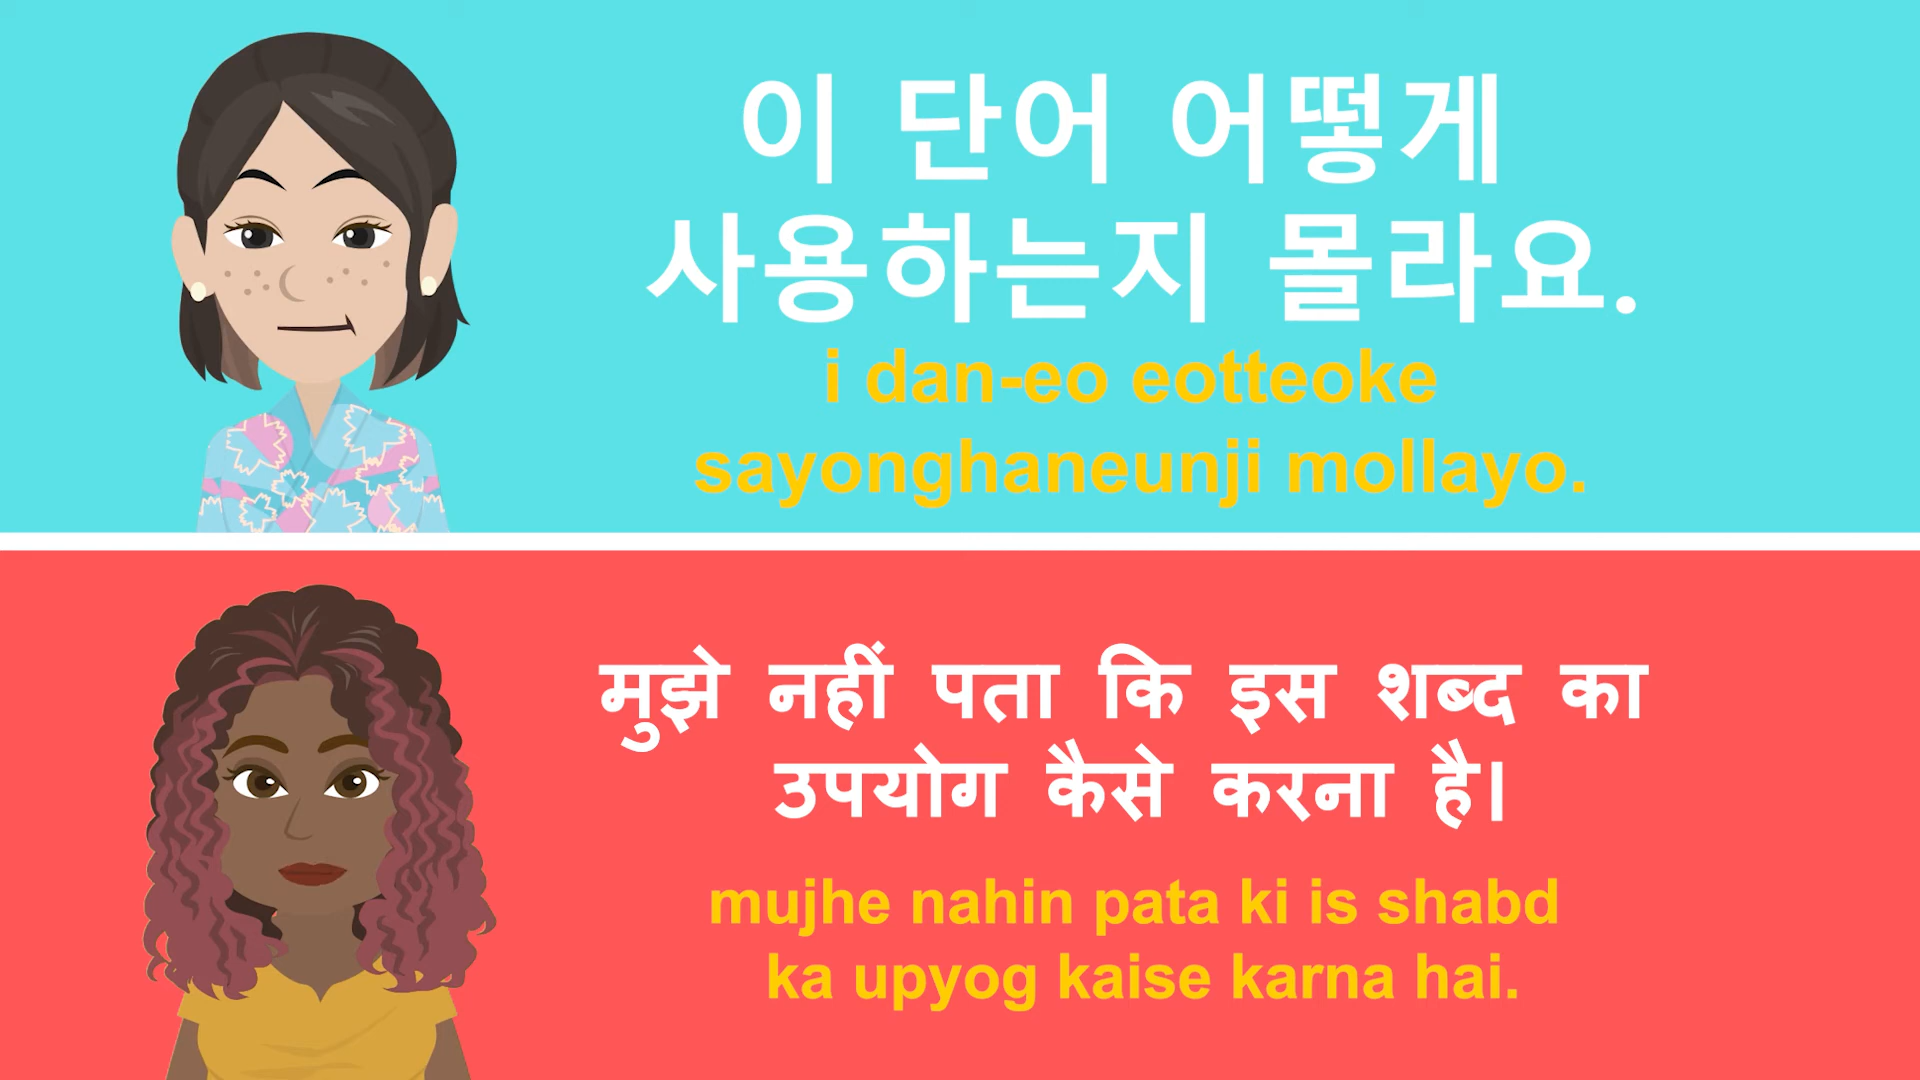 이 단어 어떻게
사용하는지 몰라요.
i dan-eo eotteoke
sayonghaneunji mollayo.
मुझे नहीं पता कि इस शब्द का
उपयोग कैसे करना है।
mujhe nahin pata ki is shabd
ka upyog kaise karna hai.